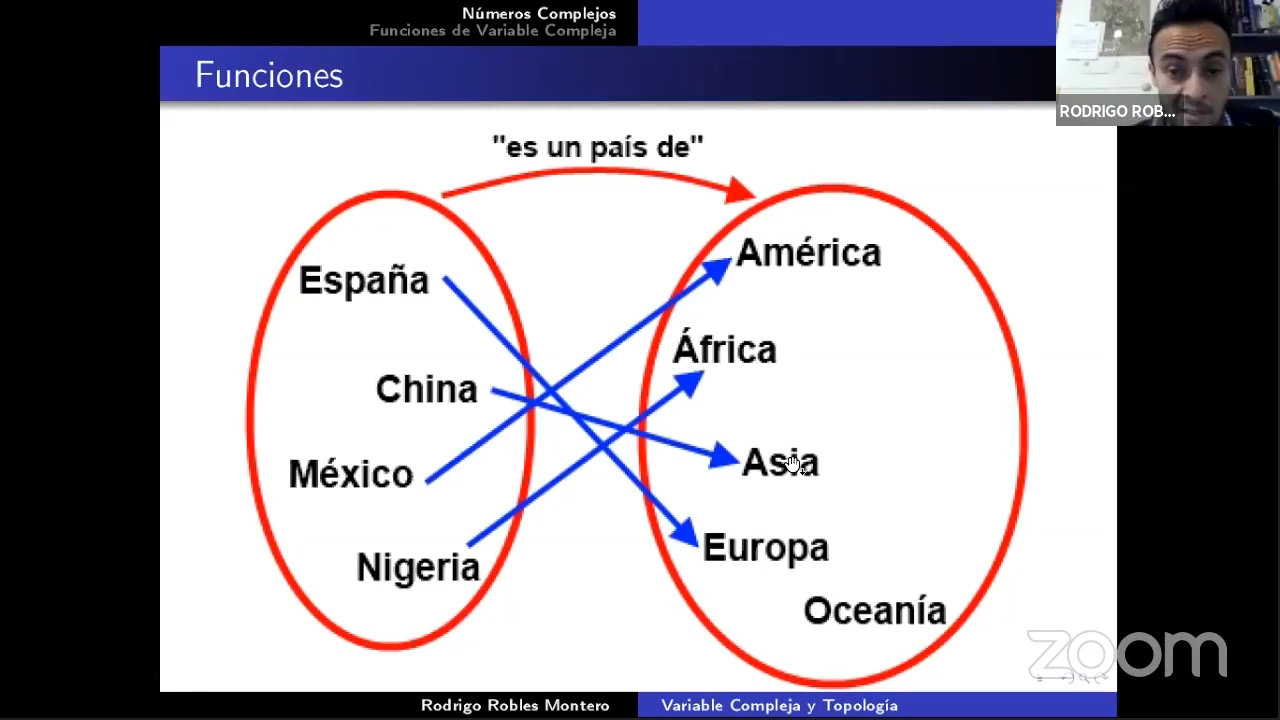 Números Complejos
Funciones de Variable Compleja
Funciones
RODRIGO ROB...
"es un país de"
España
China
México
Nigeria
América
África
Asia
Europa
Oceanía
zoom
Rodrigo Robles Montero
Variable Compleja y Topología